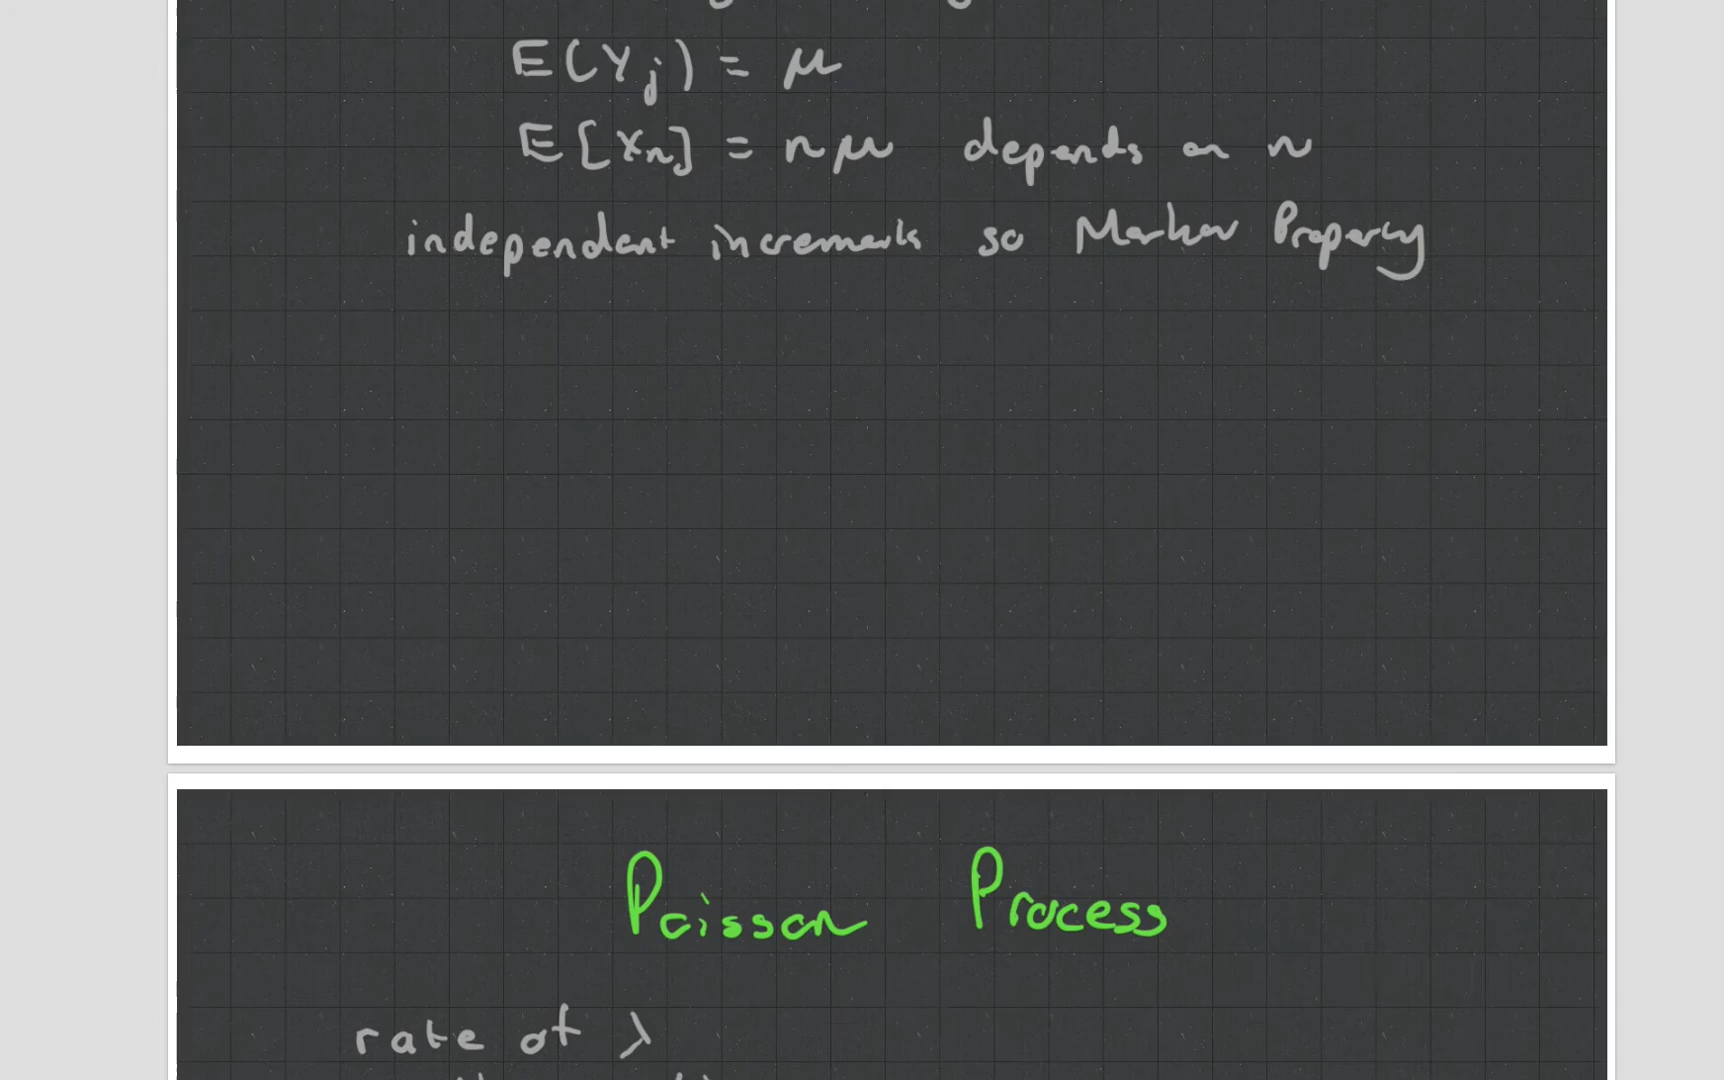 E(Yj) = μ
E[Xn] = nμ depends on n
independent increments so Markov Property
Poisson Process
rate of λ